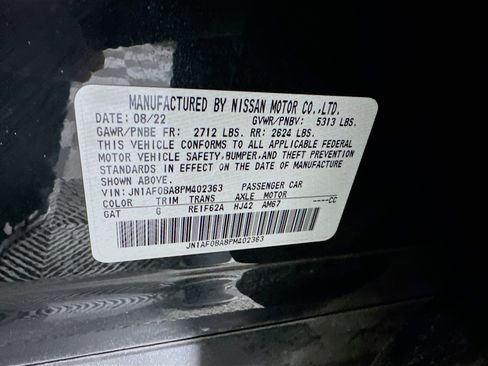 MANUFACTURED BY NISSAN MOTOR CO.,LTD.
DATE: 08/22 GVWR/PNBV: 5313 LBS.
GAWR/PNBE FR: 2712 LBS. RR: 2624 LBS.
THIS VEHICLE CONFORMS TO ALL APPLICABLE FEDERAL
MOTOR VEHICLE SAFETY,BUMPER,AND THEFT PREVENTION
STANDARDS IN EFFECT ON THE DATE OF MANUFACTURE
SHOWN ABOVE.
VIN: JN1AF0BA8PM402363 PASSENGER CAR
COLOR TRIM TRANS AXLE MOTOR
GAT G RE1F62A HJ42 AM67 ----CC
JN1AF0BA8PM402363